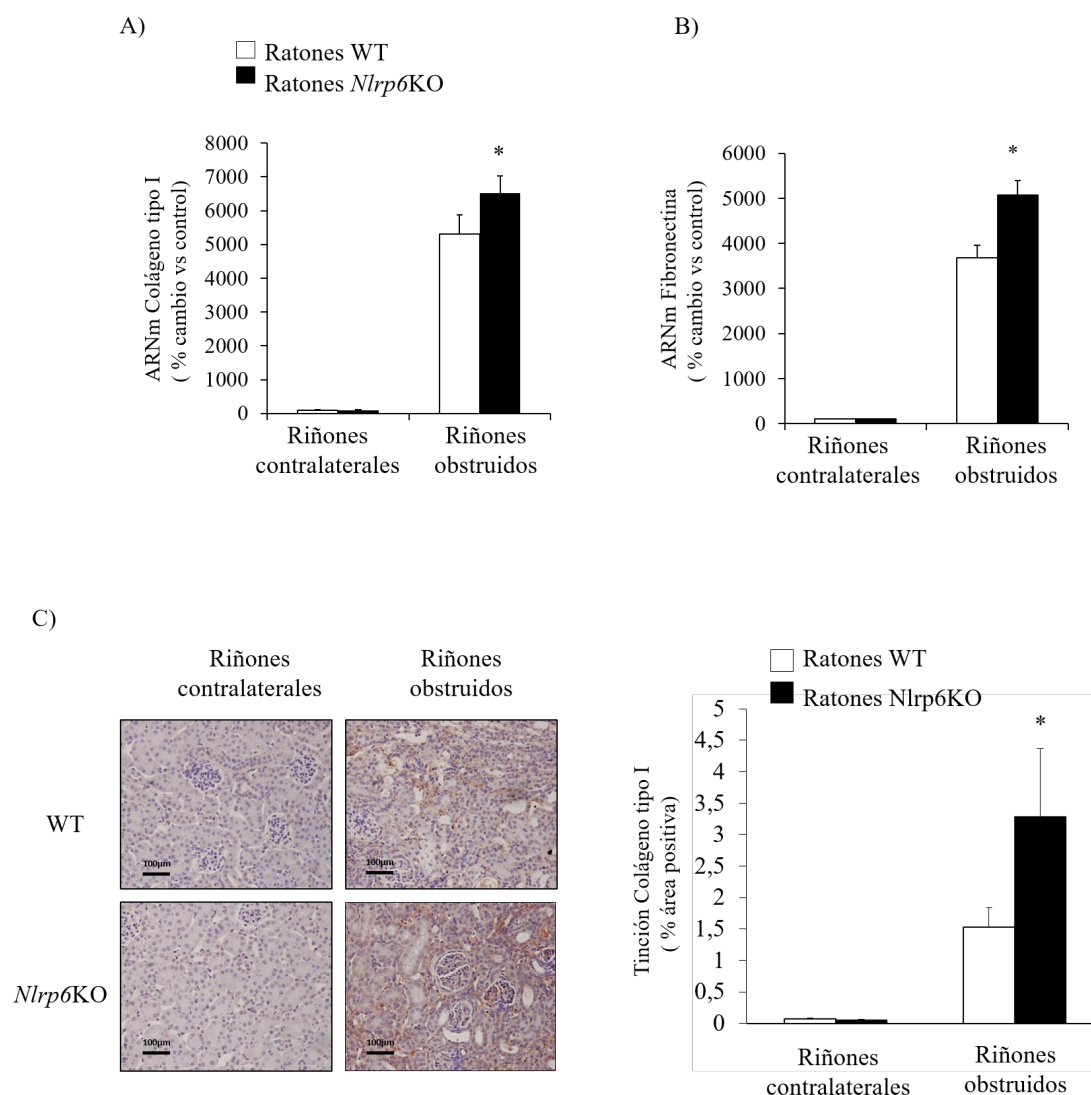 A)
Ratones WT
Ratones Nlrp6KO
ARNm Colágeno tipo I
( % cambio vs control)
8000
7000
6000
5000
4000
3000
2000
1000
0
*
Riñones
contralaterales
Riñones
obstruidos
B)
ARNm Fibronectina
( % cambio vs control)
6000
5000
4000
3000
2000
1000
0
*
Riñones
contralaterales
Riñones
obstruidos
C)
Riñones
contralaterales
Riñones
obstruidos
WT
100µm
100µm
Nlrp6KO
100µm
100µm
Ratones WT
Ratones Nlrp6KO
Tinción Colágeno tipo I
( % área positiva)
5
4,5
4
3,5
3
2,5
2
1,5
1
0,5
0
*
Riñones
contralaterales
Riñones
obstruidos